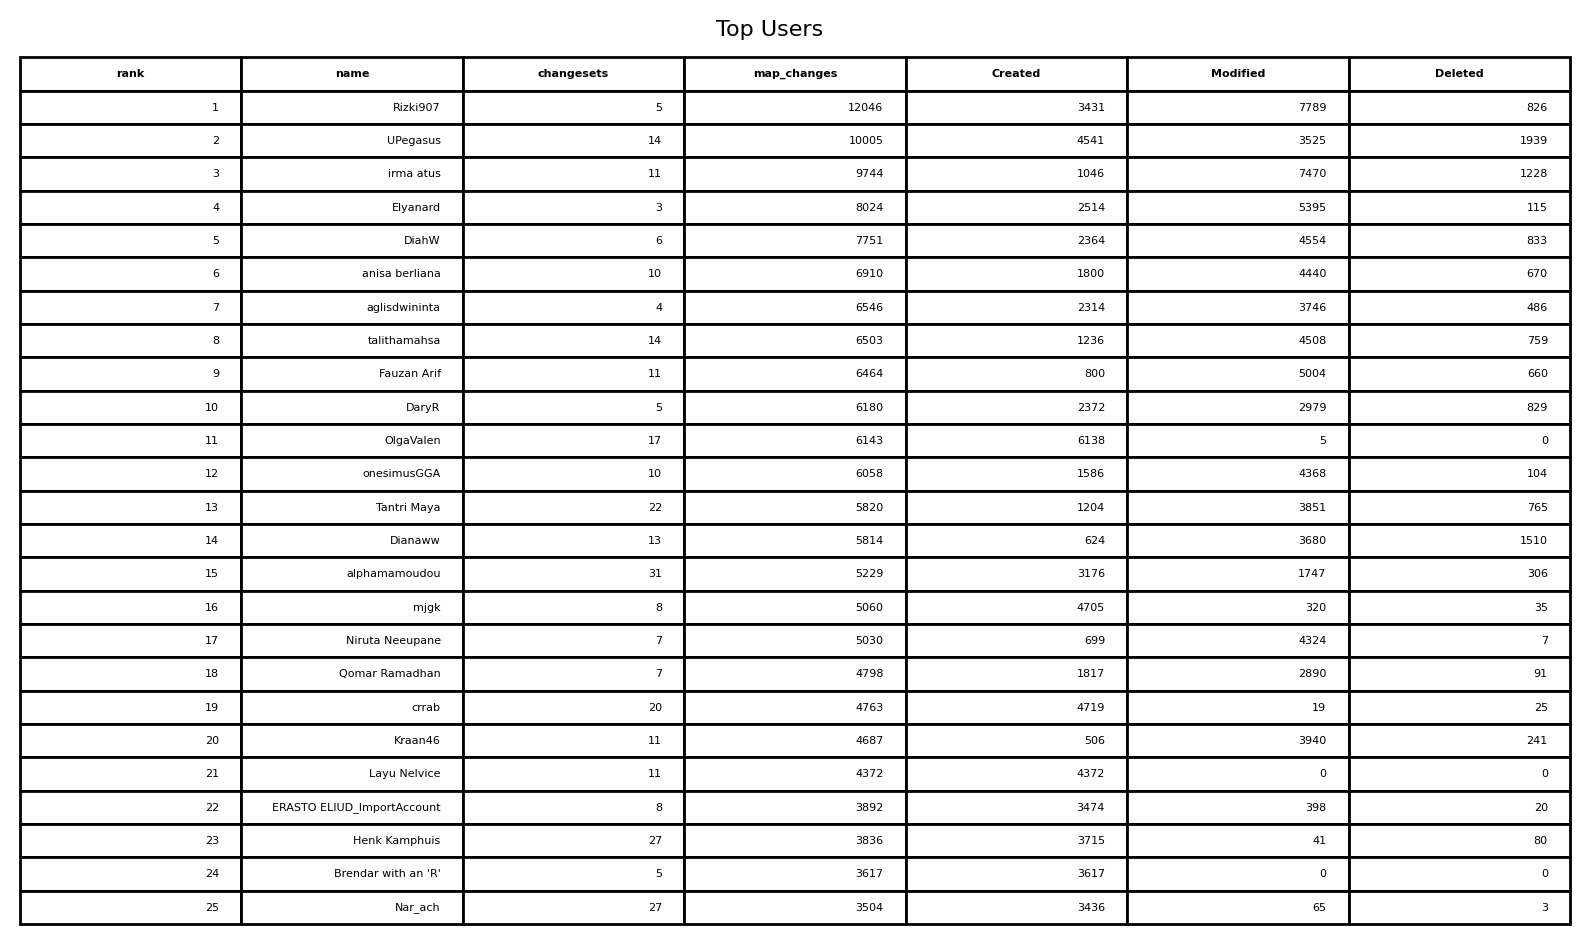 Top Users
rank name changesets map_changes Created Modified Deleted
1 Rizki907 5 12046 3431 7789 826
2 UPegasus 14 10005 4541 3525 1939
3 irma atus 11 9744 1046 7470 1228
4 Elyanard 3 8024 2514 5395 115
5 DiahW 6 7751 2364 4554 833
6 anisa berliana 10 6910 1800 4440 670
7 aglisdwininta 4 6546 2314 3746 486
8 talithamahsa 14 6503 1236 4508 759
9 Fauzan Arif 11 6464 800 5004 660
10 DaryR 5 6180 2372 2979 829
11 OlgaValen 17 6143 6138 5 0
12 onesimusGGA 10 6058 1586 4368 104
13 Tantri Maya 22 5820 1204 3851 765
14 Dianaww 13 5814 624 3680 1510
15 alphamamoudou 31 5229 3176 1747 306
16 mjgk 8 5060 4705 320 35
17 Niruta Neeupane 7 5030 699 4324 7
18 Qomar Ramadhan 7 4798 1817 2890 91
19 crrab 20 4763 4719 19 25
20 Kraan46 11 4687 506 3940 241
21 Layu Nelvice 11 4372 4372 0 0
22 ERASTO ELIUD_ImportAccount 8 3892 3474 398 20
23 Henk Kamphuis 27 3836 3715 41 80
24 Brendar with an 'R' 5 3617 3617 0 0
25 Nar_ach 27 3504 3436 65 3